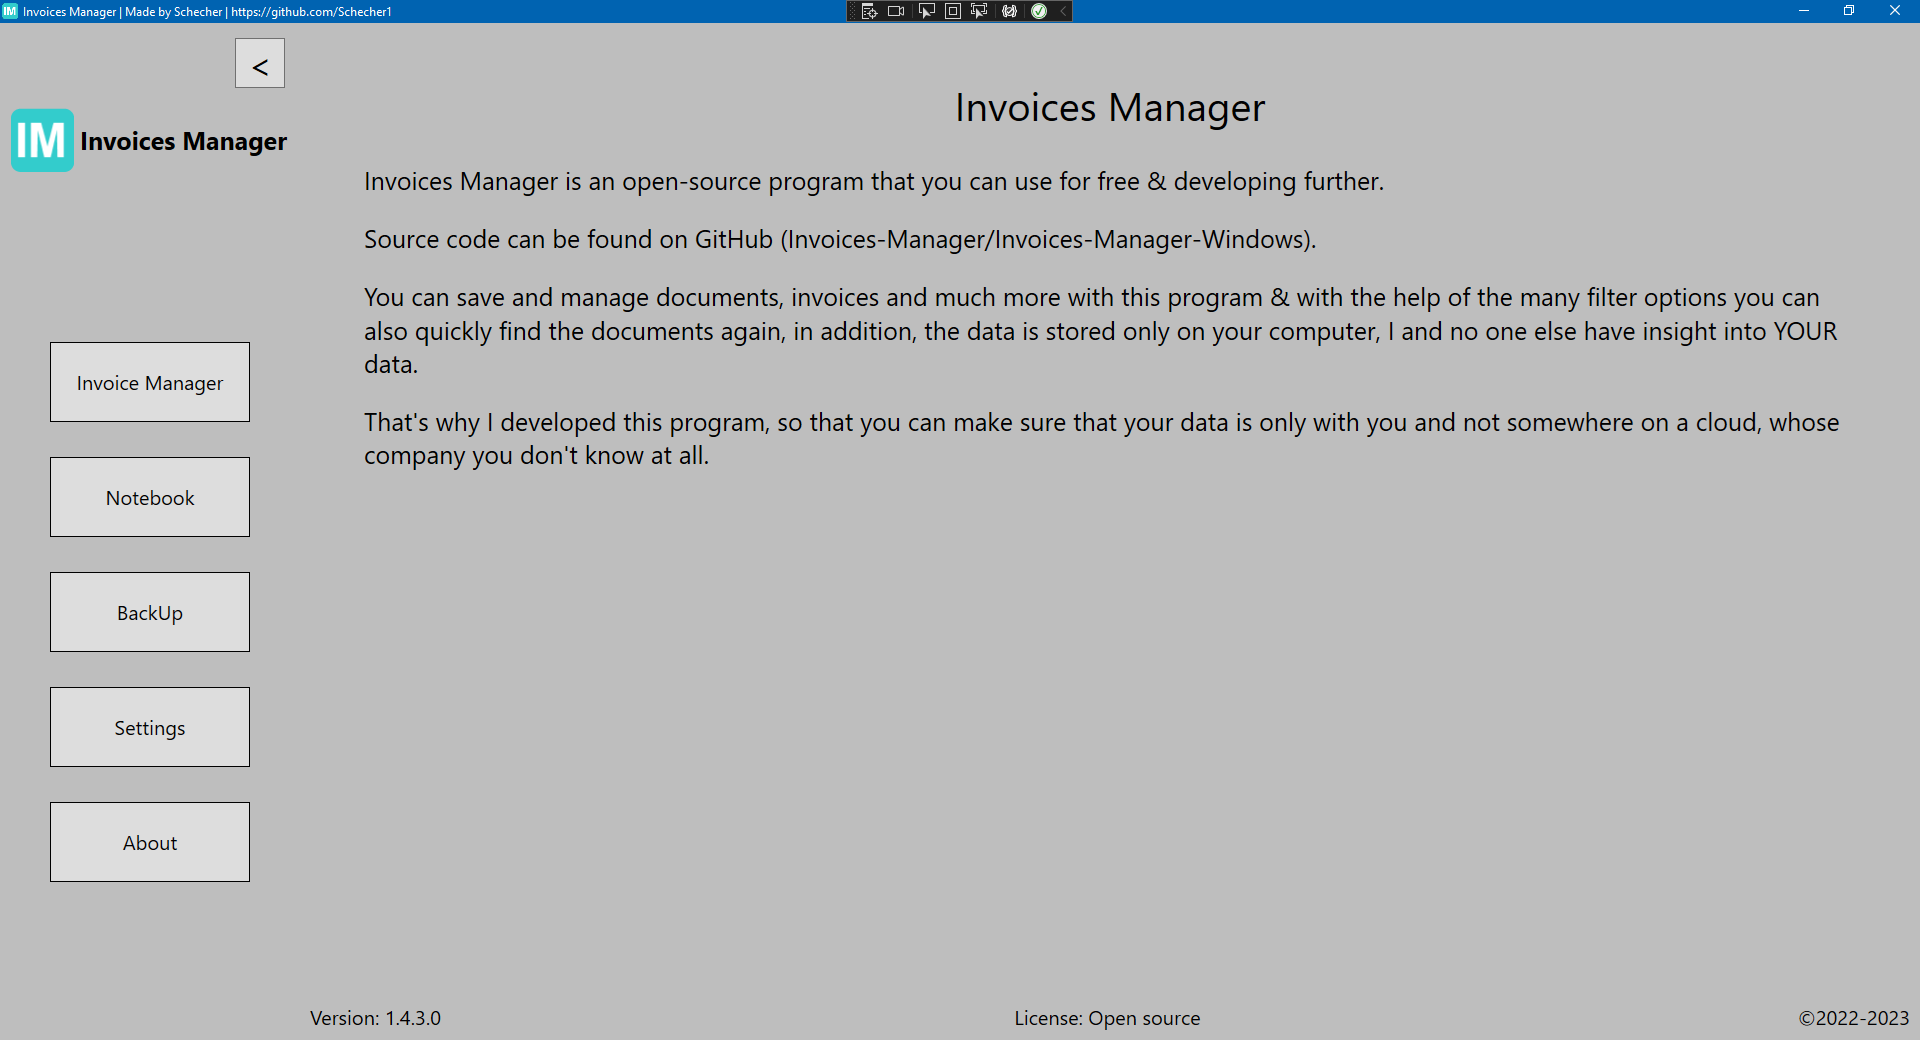 Invoices Manager | Made by Schecher | https://github.com/Schecher1
<
IM Invoices Manager
Invoice Manager
Notebook
BackUp
Settings
About
Invoices Manager
Invoices Manager is an open-source program that you can use for free & developing further.
Source code can be found on GitHub (Invoices-Manager/Invoices-Manager-Windows).
You can save and manage documents, invoices and much more with this program & with the help of the many filter options you can
also quickly find the documents again, in addition, the data is stored only on your computer, I and no one else have insight into YOUR
data.
That's why I developed this program, so that you can make sure that your data is only with you and not somewhere on a cloud, whose
company you don't know at all.
Version: 1.4.3.0
License: Open source
©2022-2023